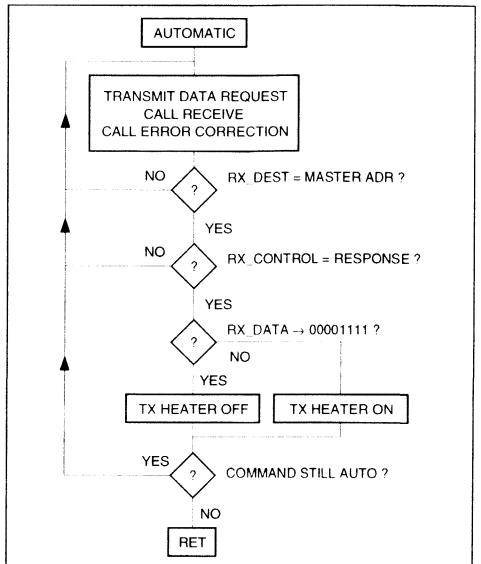 AUTOMATIC
TRANSMIT DATA REQUEST
CALL RECEIVE
CALL ERROR CORRECTION
NO
?
RX_DEST = MASTER ADR ?
YES
NO
?
RX_CONTROL = RESPONSE ?
YES
?
RX_DATA → 00001111 ?
NO
YES
TX HEATER OFF
TX HEATER ON
YES
?
COMMAND STILL AUTO ?
NO
RET